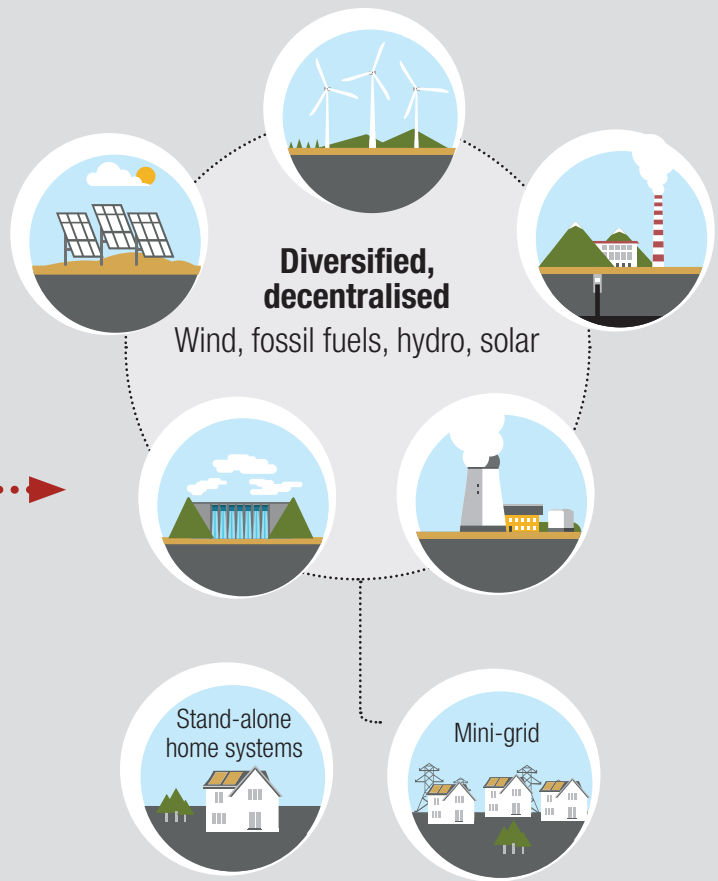 Diversified,
decentralised
Wind, fossil fuels, hydro, solar
Stand-alone
home systems
Mini-grid